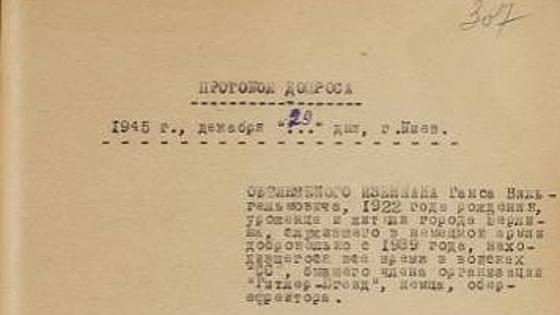 307
ПРОТОКОЛ ДОПРОСА
1945 г., декабря "29" дня, г.Киев.
ОБВИНЯЕМОГО ИЗЕНМАНА Ганса Виль-
гельмовича, 1922 года рождения,
уроженца и жителя города Берли-
на, служившего в немецкой армии
добровольно с 1939 года, нахо-
дившегося все время в войсках
"СС", бывшего члена организации
"Гитлер-Югенд", немца, обер-
ефрейтора.